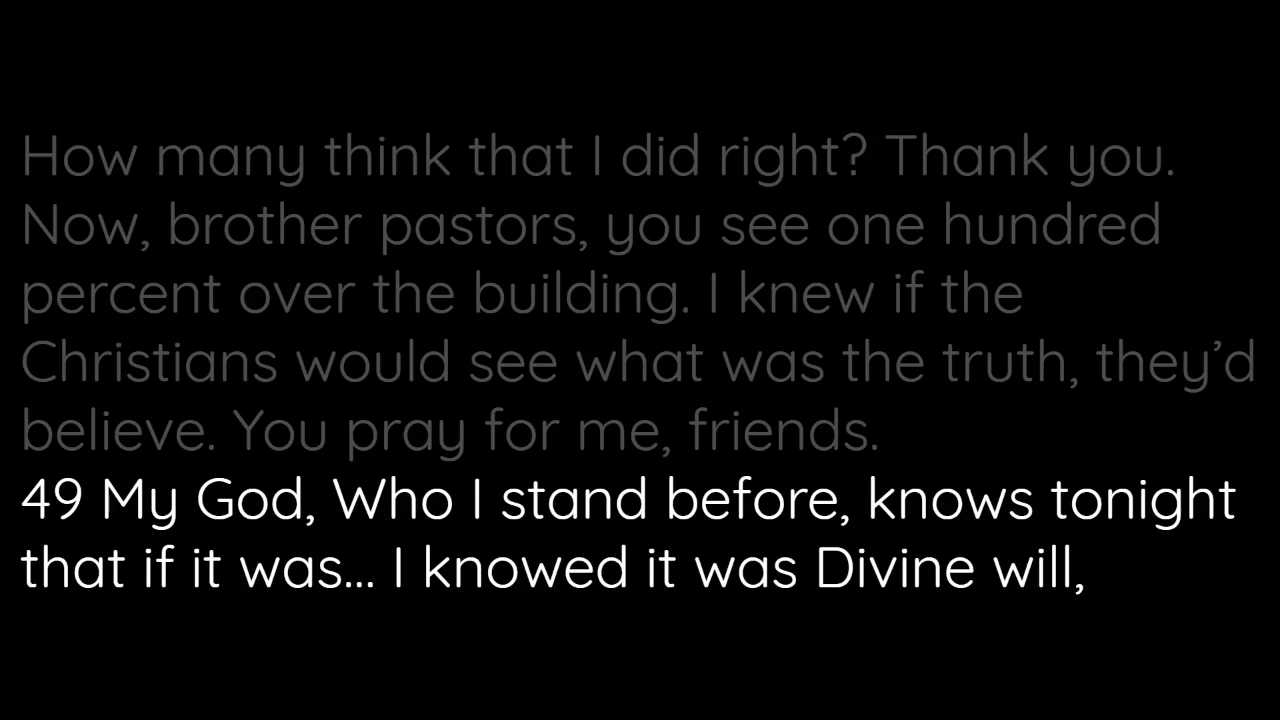 How many think that I did right? Thank you.
Now, brother pastors, you see one hundred
percent over the building. I knew if the
Christians would see what was the truth, they’d
believe. You pray for me, friends.
49 My God, Who I stand before, knows tonight
that if it was... I knowed it was Divine will,